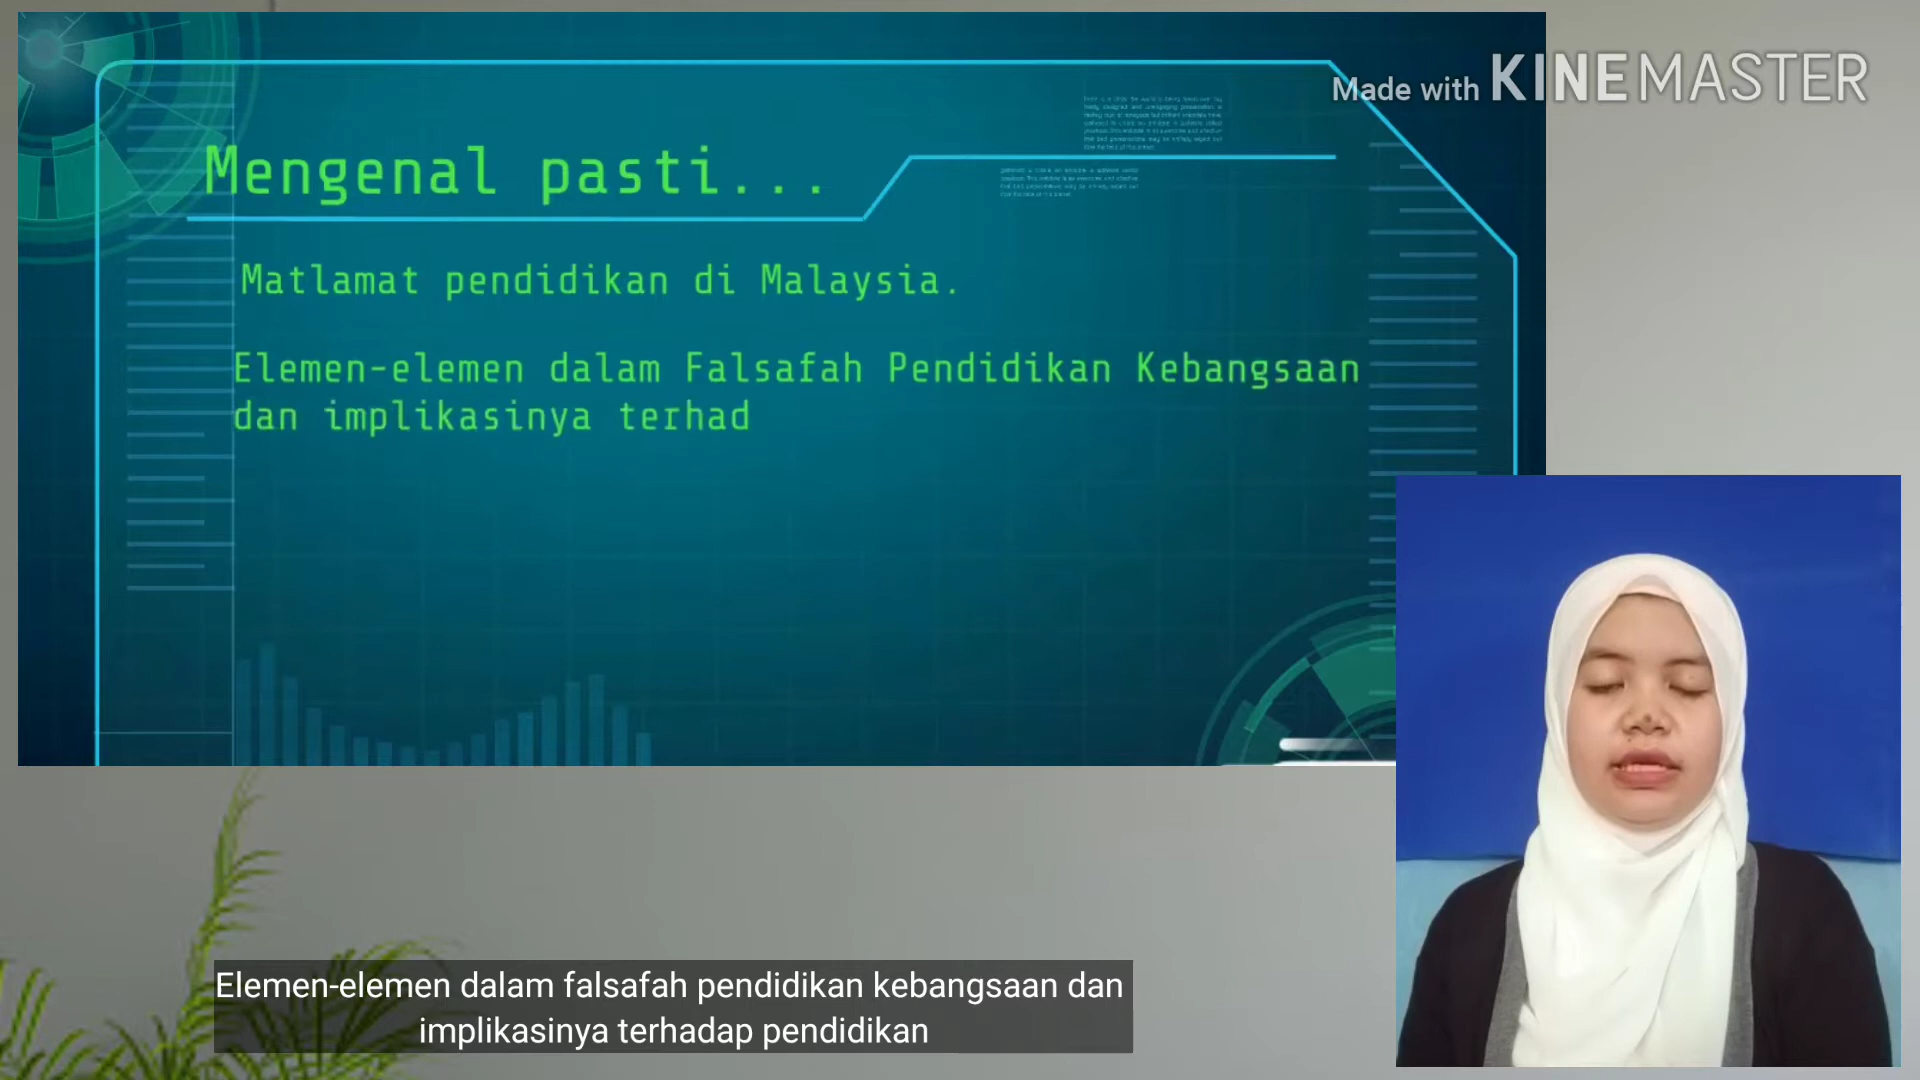 Made with KINEMASTER
Mengenal pasti...
Matlamat pendidikan di Malaysia.
Elemen-elemen dalam Falsafah Pendidikan Kebangsaan
dan implikasinya terhad
Elemen-elemen dalam falsafah pendidikan kebangsaan dan
implikasinya terhadap pendidikan